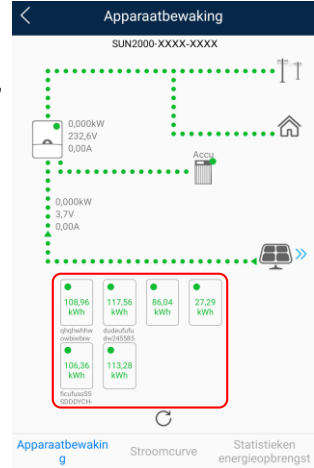 Apparaatbewaking
SUN2000-XXXX-XXXX
0,000kW
232,6V
0,00A
Accu
0,000kW
3,7V
0,00A
108,96 kWh
117,56 kWh
86,04 kWh
27,29 kWh
qhqhwhhw
owbiwbiw
dudeufufu
dw245585
106,36 kWh
113,28 kWh
ficufuss55
SDDDYCH-
Apparaatbewakin
g
Stroomcurve
Statistieken
energieopbrengst